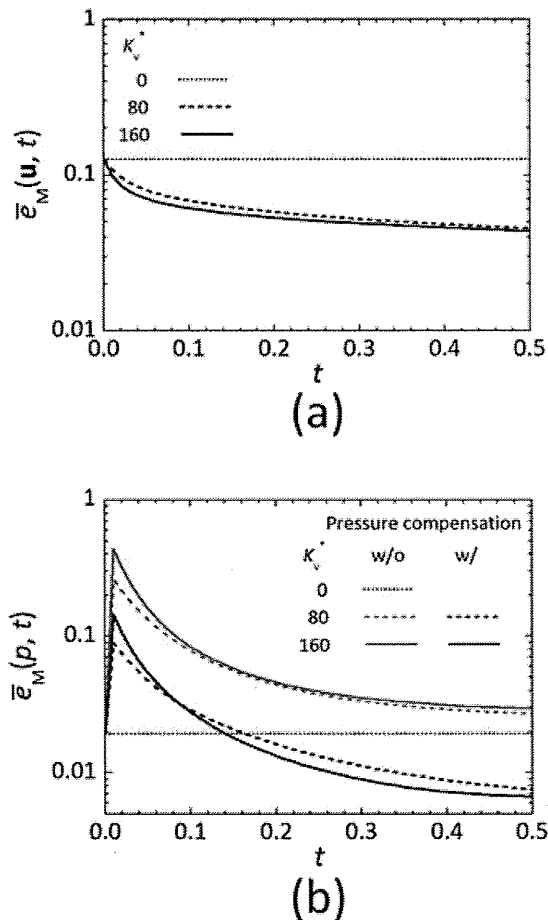 1
K_v^*
0
80
160
0.1
0.01
ē_M(u, t)
0.0 0.1 0.2 0.3 0.4 0.5
t
(a)
1
Pressure compensation
K_v^* w/o w/
0
80
160
0.1
0.01
ē_M(p, t)
0.0 0.1 0.2 0.3 0.4 0.5
t
(b)